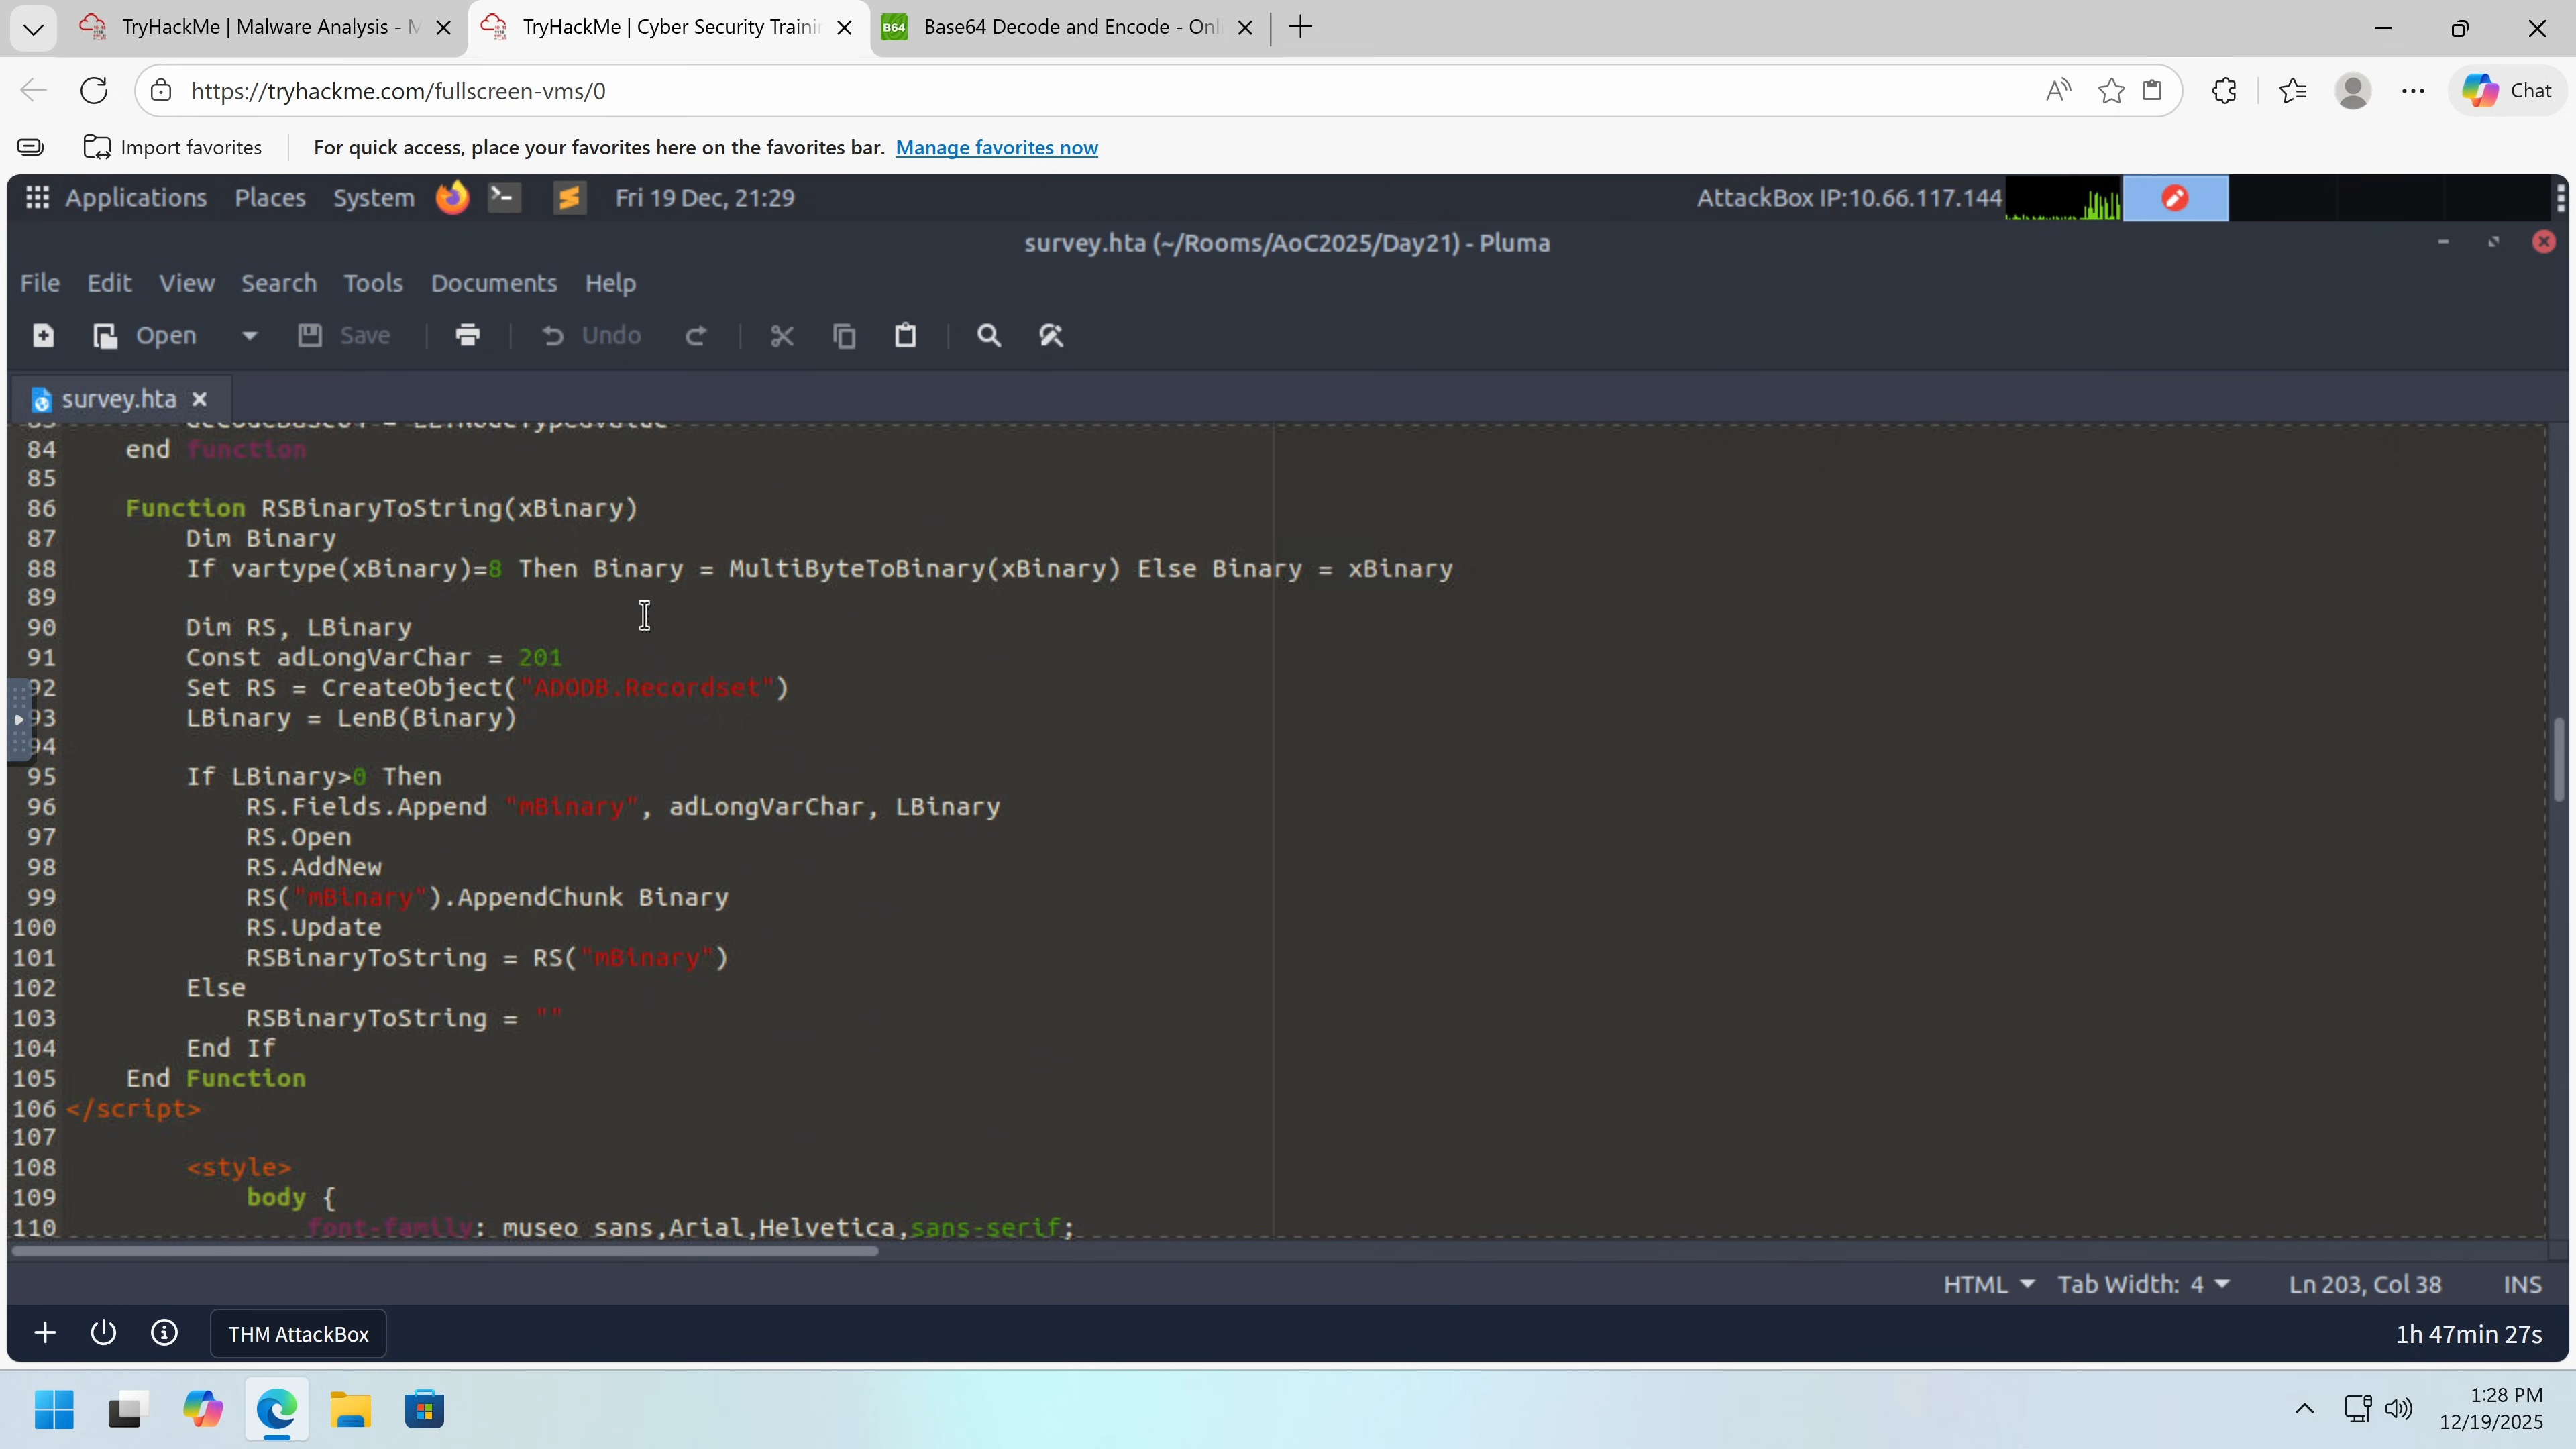 TryHackMe | Malware Analysis - M
TryHackMe | Cyber Security Trainin
B64 Base64 Decode and Encode - Onl
https://tryhackme.com/fullscreen-vms/0
Chat
Import favorites
For quick access, place your favorites here on the favorites bar. Manage favorites now
Applications Places System Fri 19 Dec, 21:29 AttackBox IP:10.66.117.144
survey.hta (~/Rooms/AoC2025/Day21) - Pluma
File Edit View Search Tools Documents Help
Open Save Undo
survey.hta
84 end function
85
86 Function RSBinaryToString(xBinary)
87 Dim Binary
88 If vartype(xBinary)=8 Then Binary = MultiByteToBinary(xBinary) Else Binary = xBinary
89
90 Dim RS, LBinary
91 Const adLongVarChar = 201
92 Set RS = CreateObject("ADODB.Recordset")
93 LBinary = LenB(Binary)
94
95 If LBinary>0 Then
96 RS.Fields.Append "mBinary", adLongVarChar, LBinary
97 RS.Open
98 RS.AddNew
99 RS("mBinary").AppendChunk Binary
100 RS.Update
101 RSBinaryToString = RS("mBinary")
102 Else
103 RSBinaryToString = ""
104 End If
105 End Function
106 </script>
107
108 <style>
109 body {
110 font-family: museo sans,Arial,Helvetica,sans-serif;
HTML Tab Width: 4 Ln 203, Col 38 INS
THM AttackBox 1h 47min 27s
1:28 PM
12/19/2025